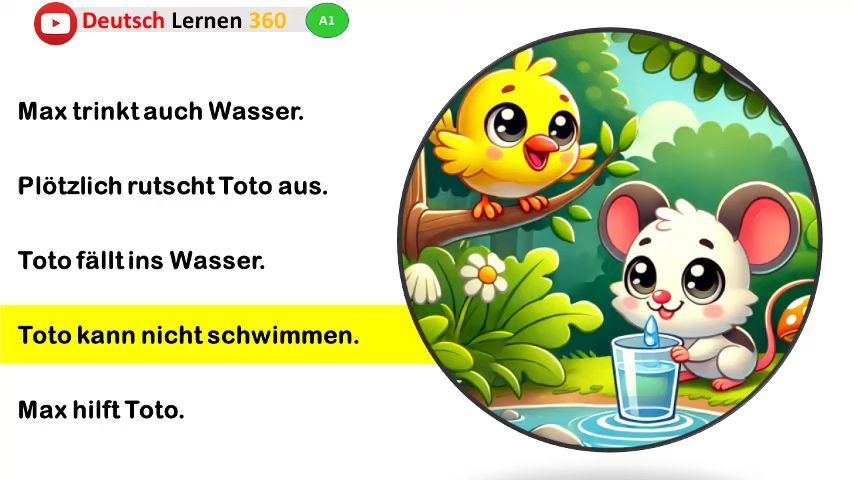 Deutsch Lernen 360 A1
Max trinkt auch Wasser.
Plötzlich rutscht Toto aus.
Toto fällt ins Wasser.
Toto kann nicht schwimmen.
Max hilft Toto.